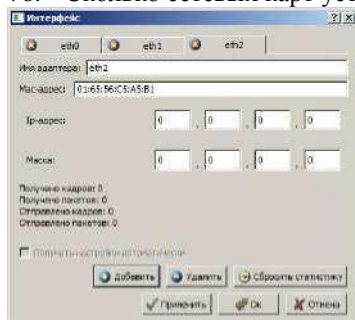 Интерфейс
eth0 eth1 eth2
Имя адаптера: eth2
Mac-адрес: 01:65:56:C5:A5:B1
Ip-адрес: 0 . 0 . 0 . 0
Маска: 0 . 0 . 0 . 0
Получено кадров: 0
Получено пакетов: 0
Отправлено кадров: 0
Отправлено пакетов: 0
Получить настройки автоматически
Добавить Удалить Сбросить статистику
Применить Ок Отмена